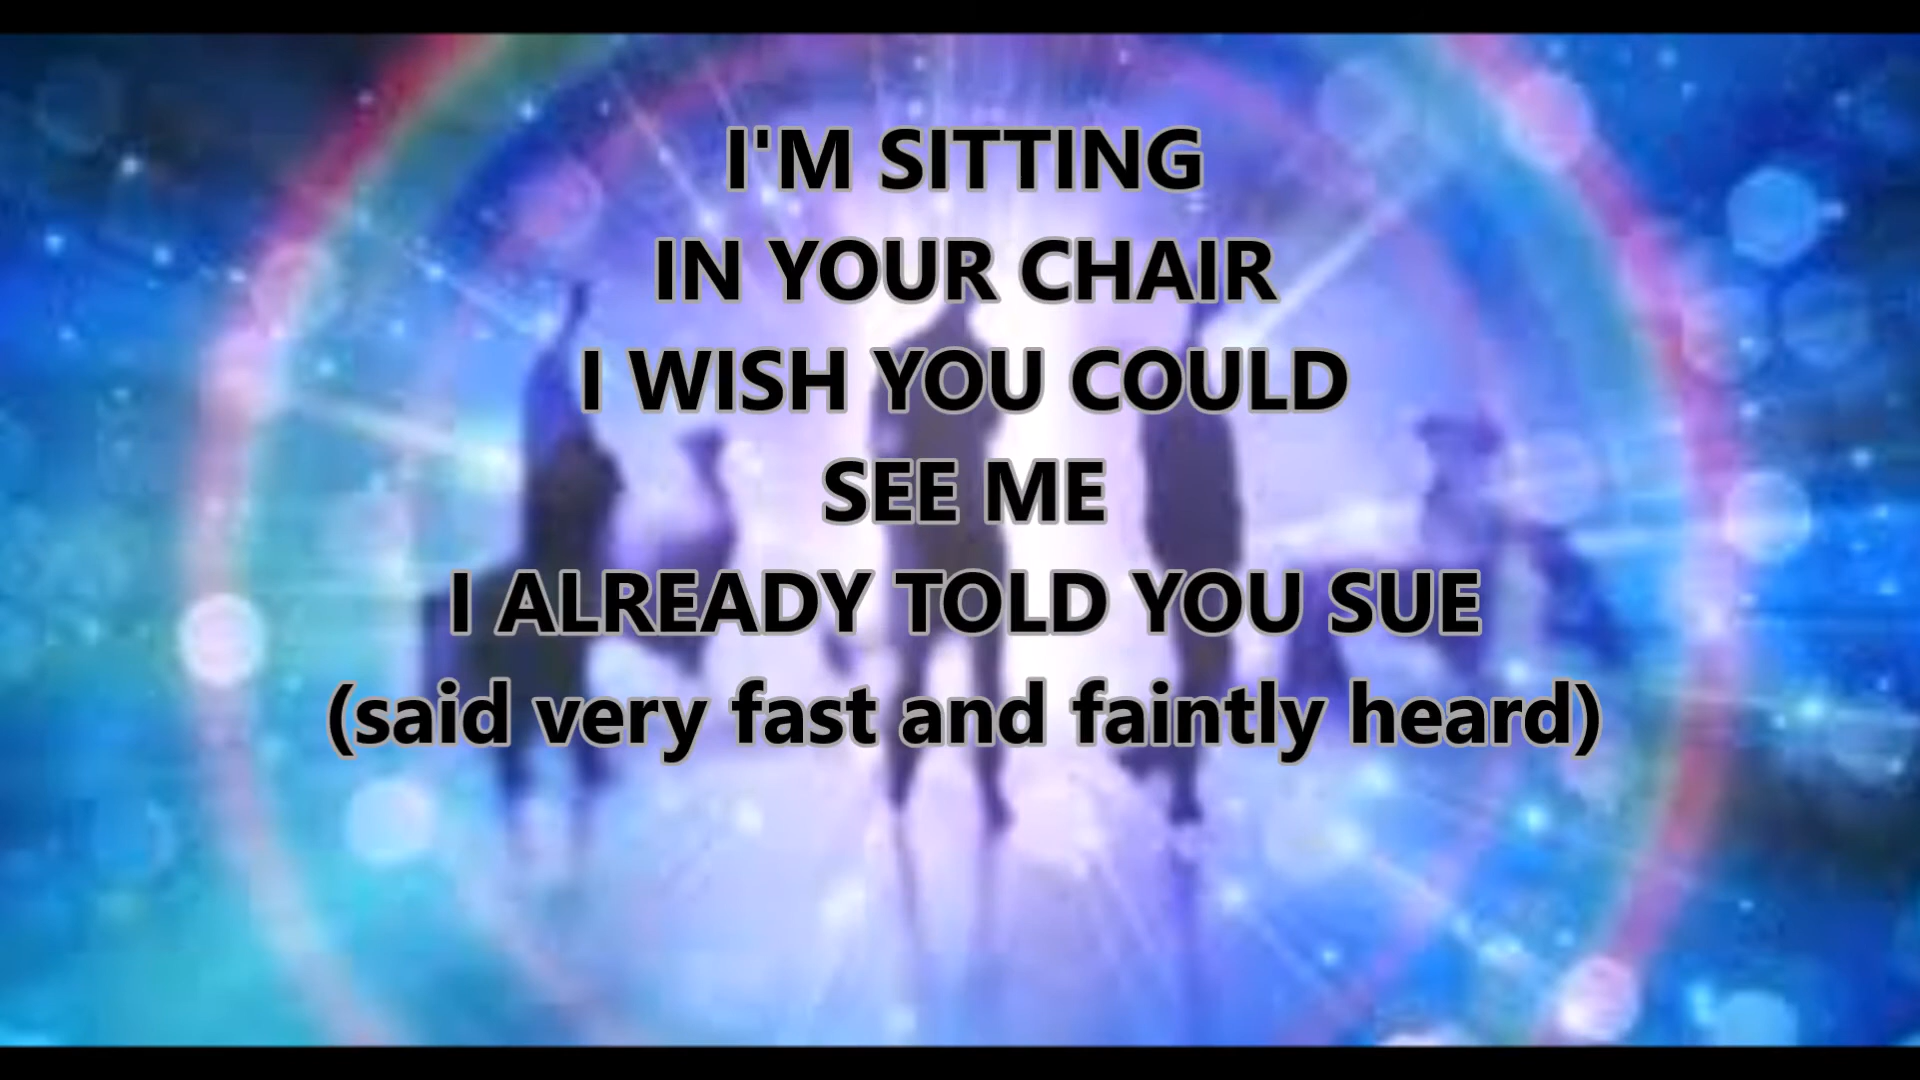 I'M SITTING
IN YOUR CHAIR
I WISH YOU COULD
SEE ME
I ALREADY TOLD YOU SUE
(said very fast and faintly heard)